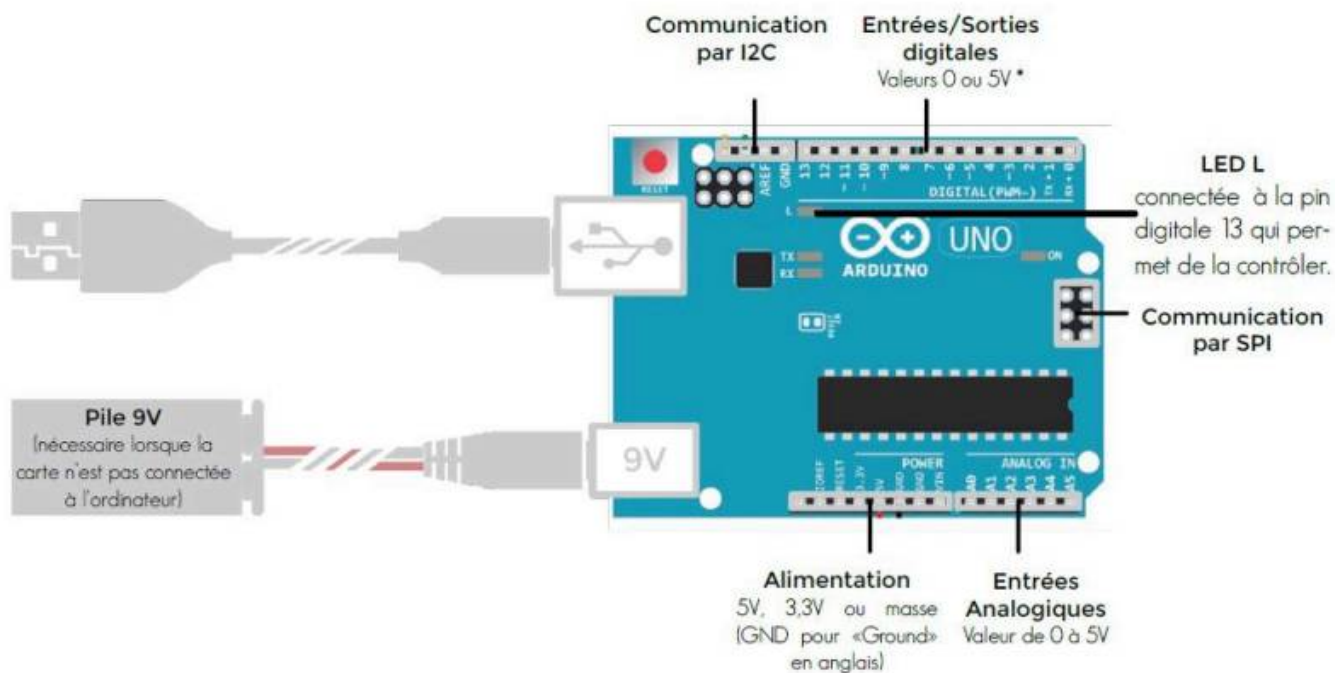 Communication
par I2C
Entrées/Sorties
digitales
Valeurs 0 ou 5V *
RESET
AREF
GND
13
12
~11
~10
~9
8
7
~6
~5
4
~3
2
TX▸1
RX◂0
DIGITAL(PWM~)
L
TX
RX
ARDUINO
UNO
ON
LED L
connectée à la pin
digitale 13 qui per-
met de la contrôler.
Communication
par SPI
Pile 9V
(nécessaire lorsque la
carte n'est pas connectée
à l'ordinateur)
9V
IOREF
RESET
3.3V
5V
GND
GND
VIN
POWER
ANALOG IN
A0
A1
A2
A3
A4
A5
Alimentation
5V, 3,3V ou masse
(GND pour «Ground»
en anglais)
Entrées
Analogiques
Valeur de 0 à 5V